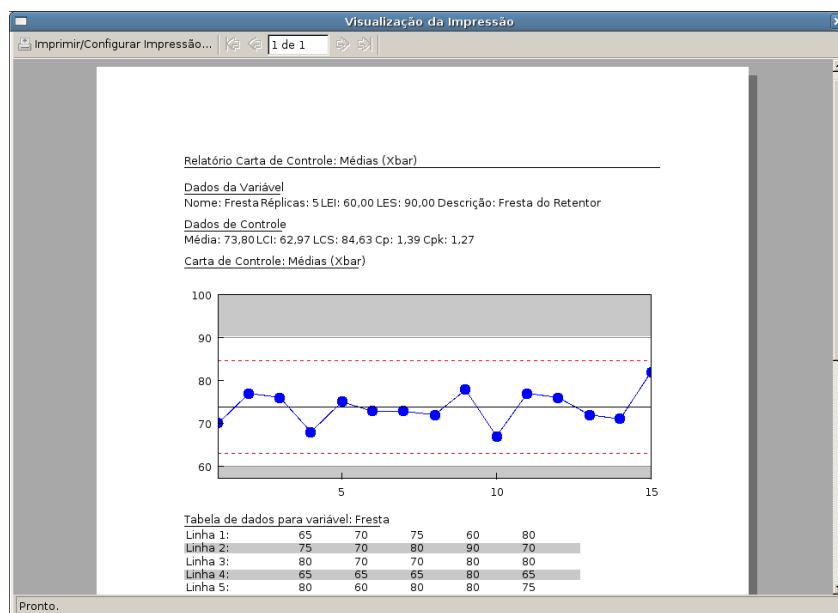 Visualização da Impressão
Imprimir/Configurar Impressão... 1 de 1
Relatório Carta de Controle: Médias (Xbar)
Dados da Variável
Nome: Fresta Réplicas: 5 LEI: 60,00 LES: 90,00 Descrição: Fresta do Retentor
Dados de Controle
Média: 73,80 LCI: 62,97 LCS: 84,63 Cp: 1,39 Cpk: 1,27
Carta de Controle: Médias (Xbar)
100
90
80
70
60
5 10 15
Tabela de dados para variável: Fresta
Linha 1: 65 70 75 60 80
Linha 2: 75 70 80 90 70
Linha 3: 80 70 70 80 80
Linha 4: 65 65 65 80 65
Linha 5: 80 60 80 80 75
Pronto.